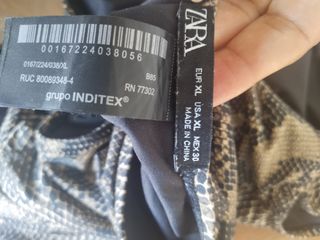 00167224038056
0167/224/038/XL B85
RUC 80089348-4 RN 77302
grupo INDITEX®
ZARA
EUR XL USA XL MEX 30
MADE IN CHINA